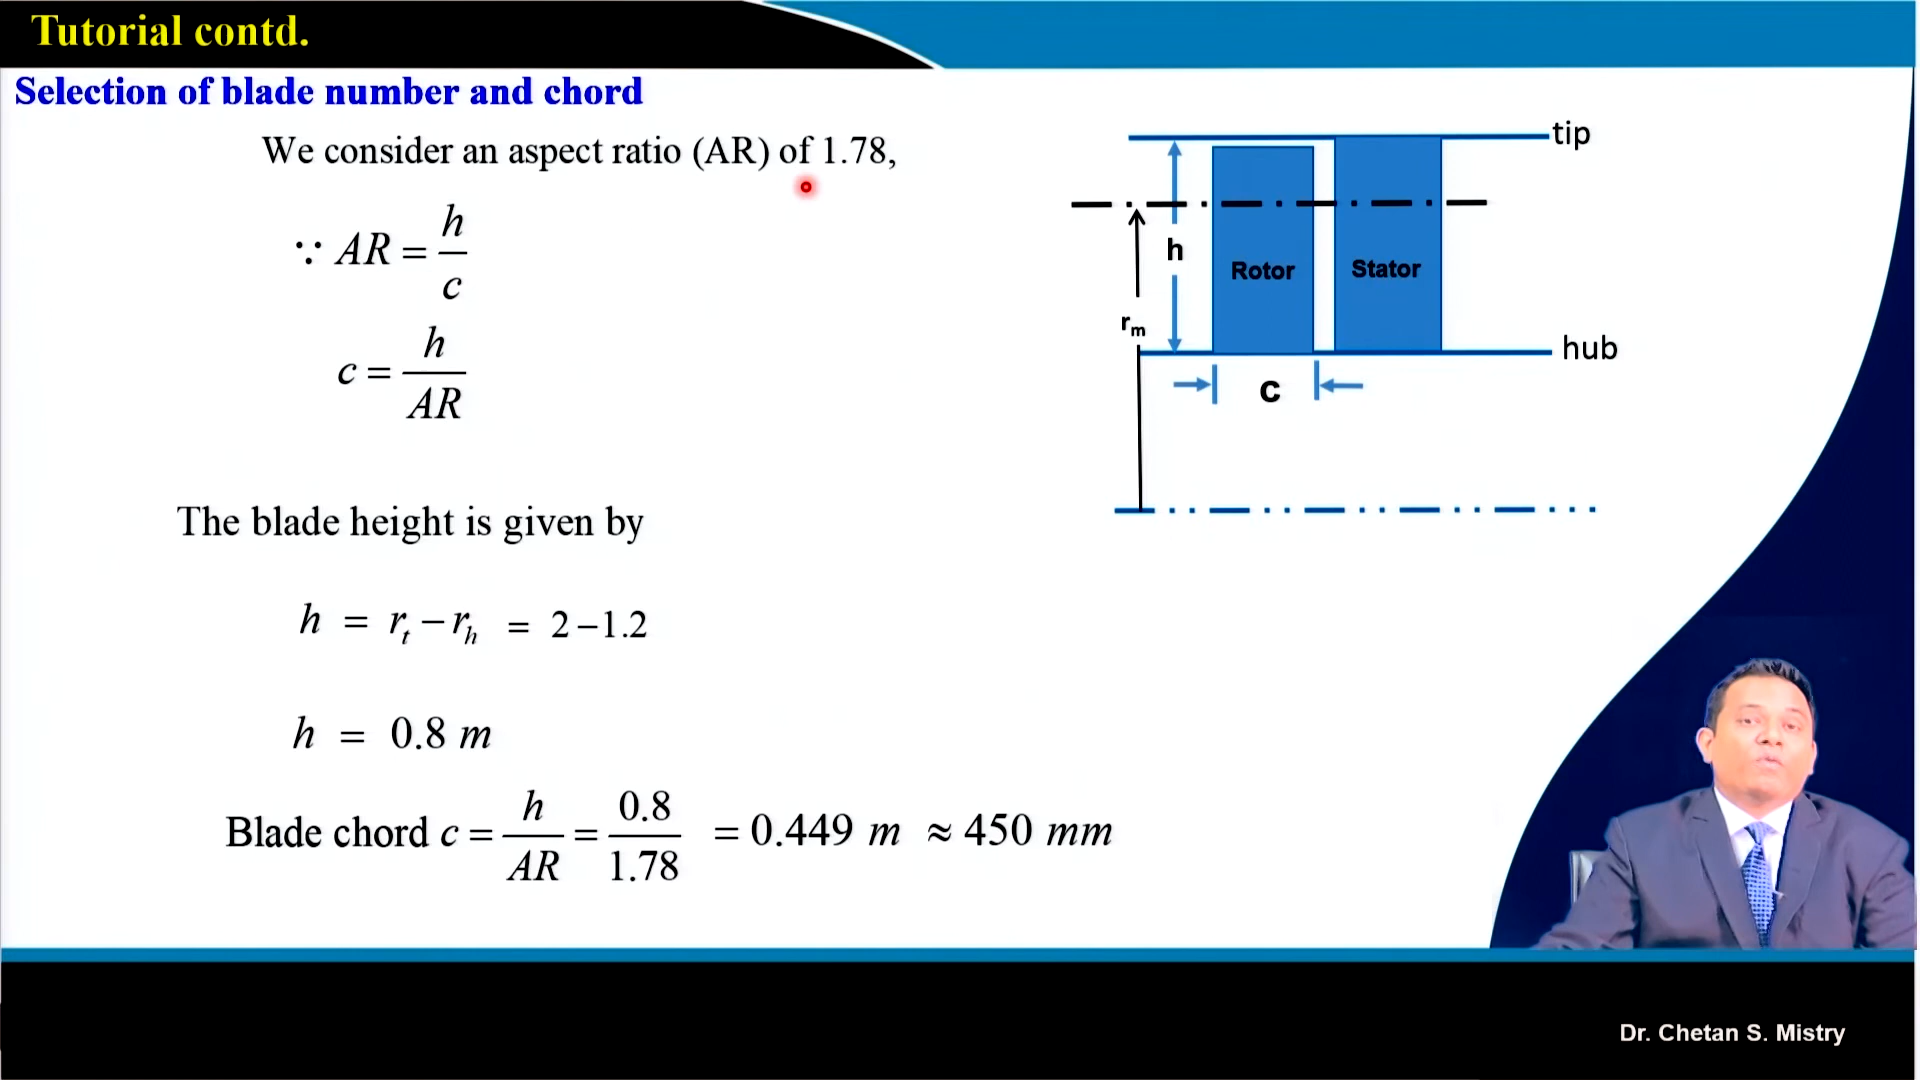 Tutorial contd.
Selection of blade number and chord
We consider an aspect ratio (AR) of 1.78,
∵ AR = h/c
c = h/AR
The blade height is given by
h = r_t − r_h = 2−1.2
h = 0.8 m
Blade chord c = h/AR = 0.8/1.78 = 0.449 m ≈ 450 mm
tip
h
Rotor
Stator
r_m
hub
c
Dr. Chetan S. Mistry